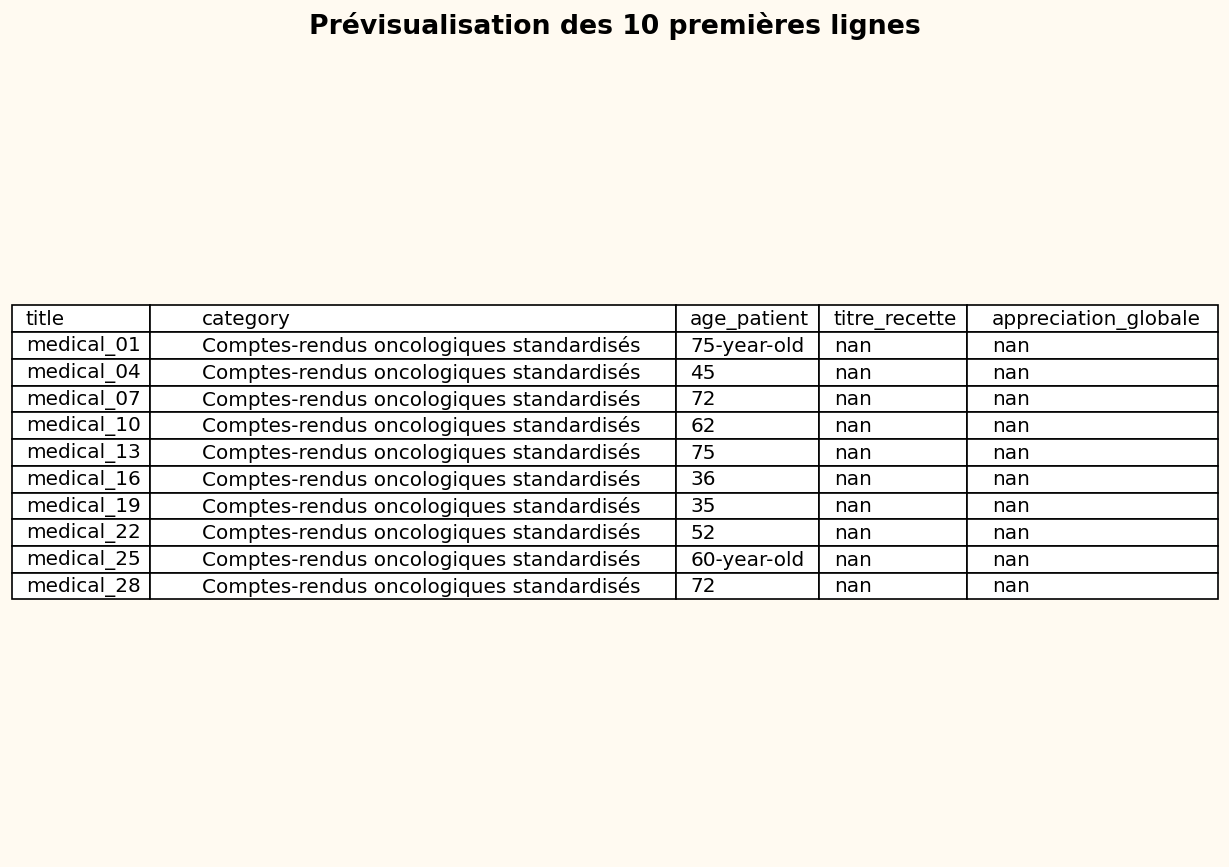 Prévisualisation des 10 premières lignes
title category age_patient titre_recette appreciation_globale
medical_01 Comptes-rendus oncologiques standardisés 75-year-old nan nan
medical_04 Comptes-rendus oncologiques standardisés 45 nan nan
medical_07 Comptes-rendus oncologiques standardisés 72 nan nan
medical_10 Comptes-rendus oncologiques standardisés 62 nan nan
medical_13 Comptes-rendus oncologiques standardisés 75 nan nan
medical_16 Comptes-rendus oncologiques standardisés 36 nan nan
medical_19 Comptes-rendus oncologiques standardisés 35 nan nan
medical_22 Comptes-rendus oncologiques standardisés 52 nan nan
medical_25 Comptes-rendus oncologiques standardisés 60-year-old nan nan
medical_28 Comptes-rendus oncologiques standardisés 72 nan nan